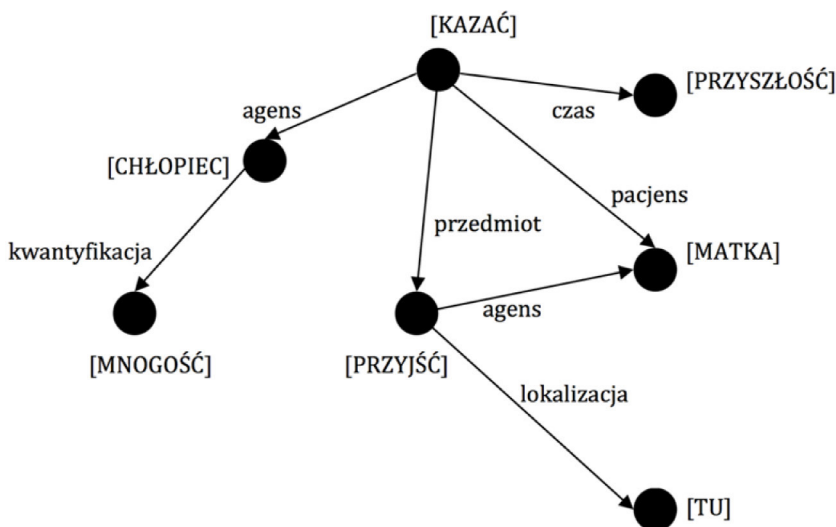 [KAZAĆ]
[PRZYSZŁOŚĆ]
agens
czas
[CHŁOPIEC]
pacjens
kwantyfikacja
przedmiot
[MATKA]
agens
[MNOGOŚĆ]
[PRZYJŚĆ]
lokalizacja
[TU]